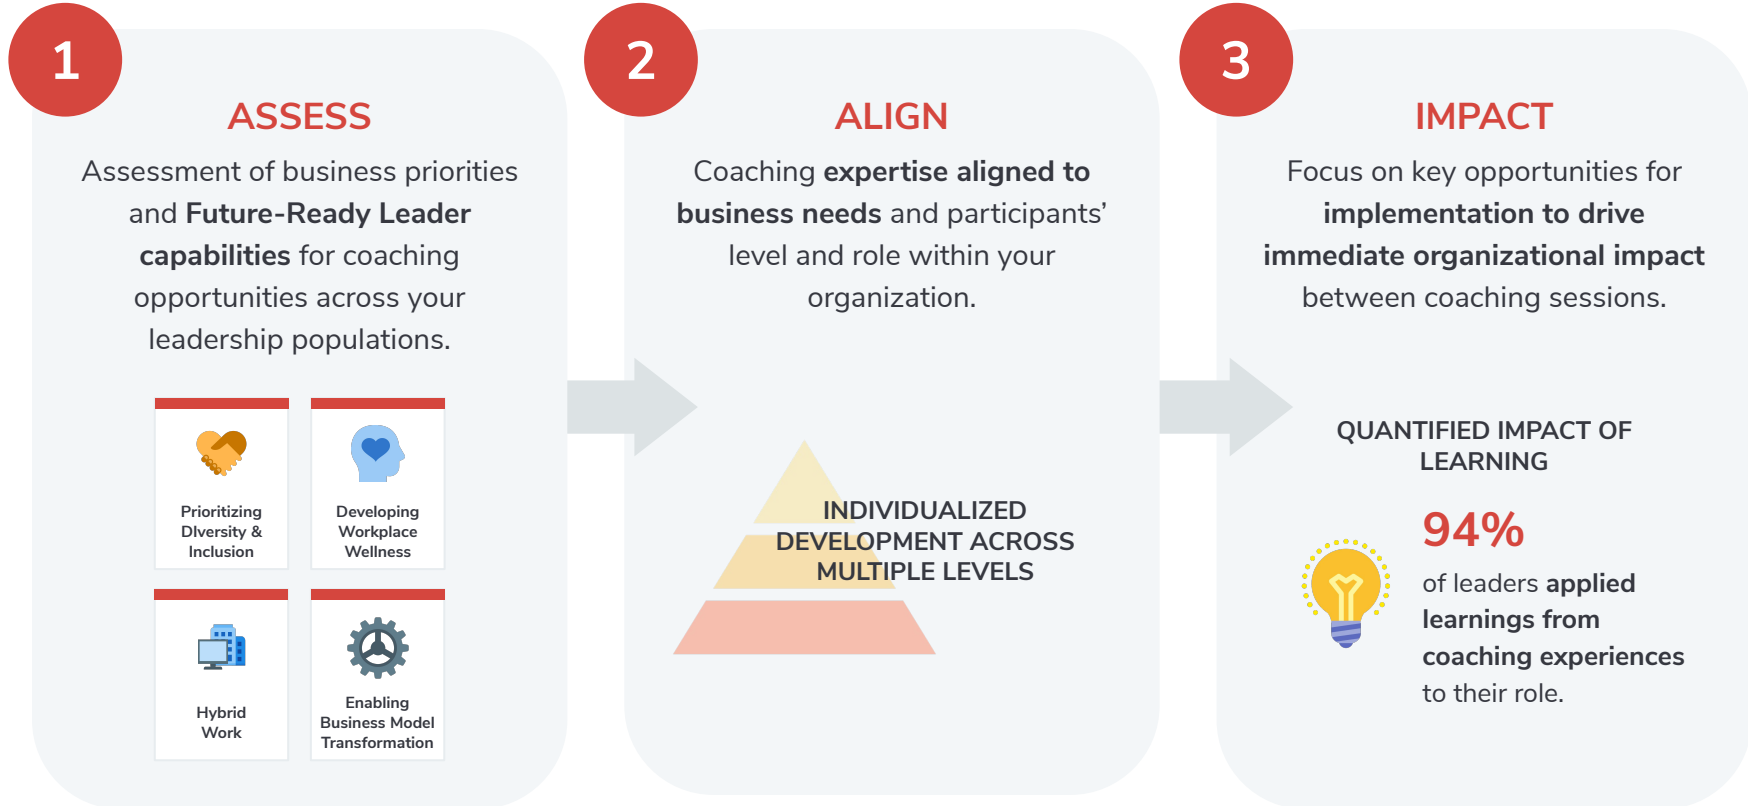 1
ASSESS
Assessment of business priorities
and Future-Ready Leader
capabilities for coaching
opportunities across your
leadership populations.
Prioritizing
DIversity &
Inclusion
Developing
Workplace
Wellness
Hybrid
Work
Enabling
Business Model
Transformation
2
ALIGN
Coaching expertise aligned to
business needs and participants’
level and role within your
organization.
INDIVIDUALIZED
DEVELOPMENT ACROSS
MULTIPLE LEVELS
3
IMPACT
Focus on key opportunities for
implementation to drive
immediate organizational impact
between coaching sessions.
QUANTIFIED IMPACT OF
LEARNING
94%
of leaders applied
learnings from
coaching experiences
to their role.